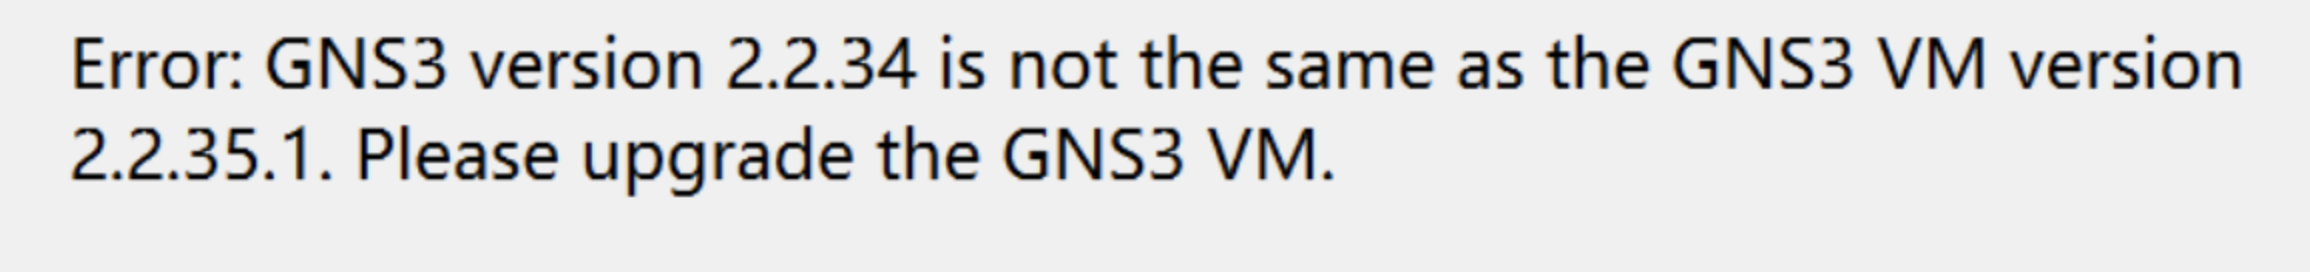 Error: GNS3 version 2.2.34 is not the same as the GNS3 VM version
2.2.35.1. Please upgrade the GNS3 VM.